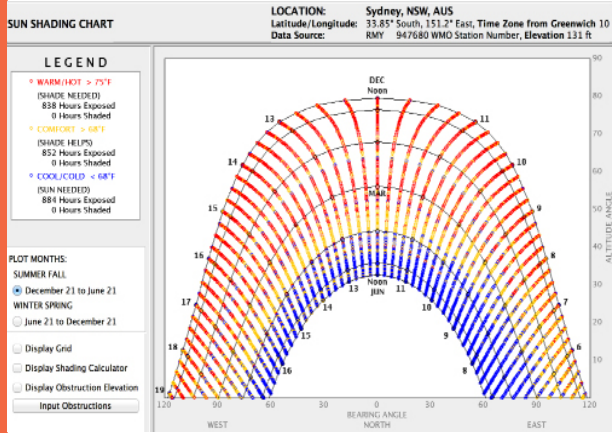 SUN SHADING CHART
LOCATION: Sydney, NSW, AUS
Latitude/Longitude: 33.85° South, 151.2° East, Time Zone from Greenwich 10
Data Source: RMY 947680 WMO Station Number, Elevation 131 ft
LEGEND
° WARM/HOT > 75°F
(SHADE NEEDED)
838 Hours Exposed
0 Hours Shaded
° COMFORT > 68°F
(SHADE HELPS)
852 Hours Exposed
0 Hours Shaded
° COOL/COLD < 68°F
(SUN NEEDED)
884 Hours Exposed
0 Hours Shaded
PLOT MONTHS:
SUMMER FALL
December 21 to June 21
WINTER SPRING
June 21 to December 21
Display Grid
Display Shading Calculator
Display Obstruction Elevation
Input Obstructions
DEC
Noon
13 11
14 10
15 9
16 8
17 7
18 6
19
MAR
Noon
JUN
13 11
14 10
15 9
16 8
90
80
70
60
50
40
30
20
10
ALTITUDE ANGLE
120 90 60 30 0 30 60 90 120
BEARING ANGLE
WEST NORTH EAST